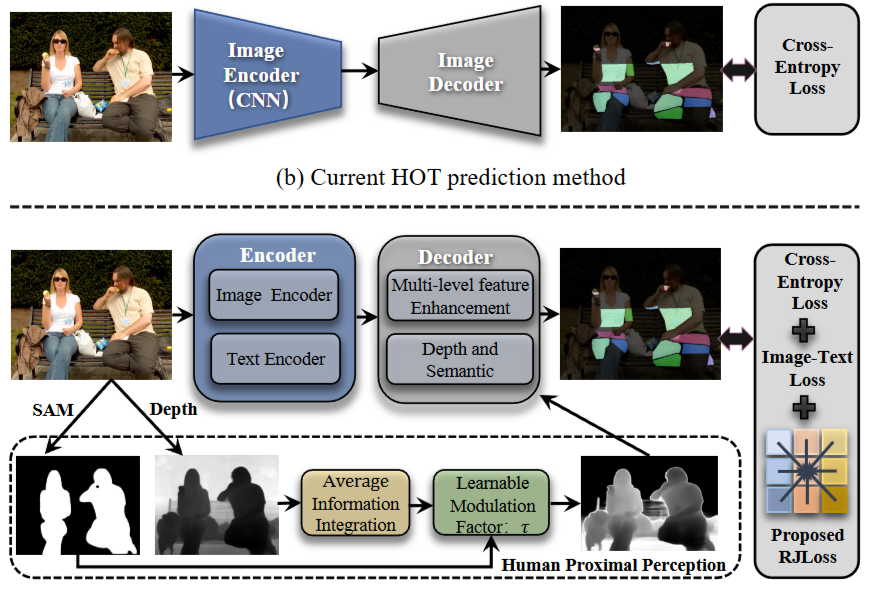 Image
Encoder
(CNN)
Image
Decoder
Cross-
Entropy
Loss
(b) Current HOT prediction method
Encoder
Image Encoder
Text Encoder
Decoder
Multi-level feature
Enhancement
Depth and
Semantic
Cross-
Entropy
Loss
Image-Text
Loss
Proposed
RJLoss
SAM
Depth
Average
Information
Integration
Learnable
Modulation
Factor: τ
Human Proximal Perception